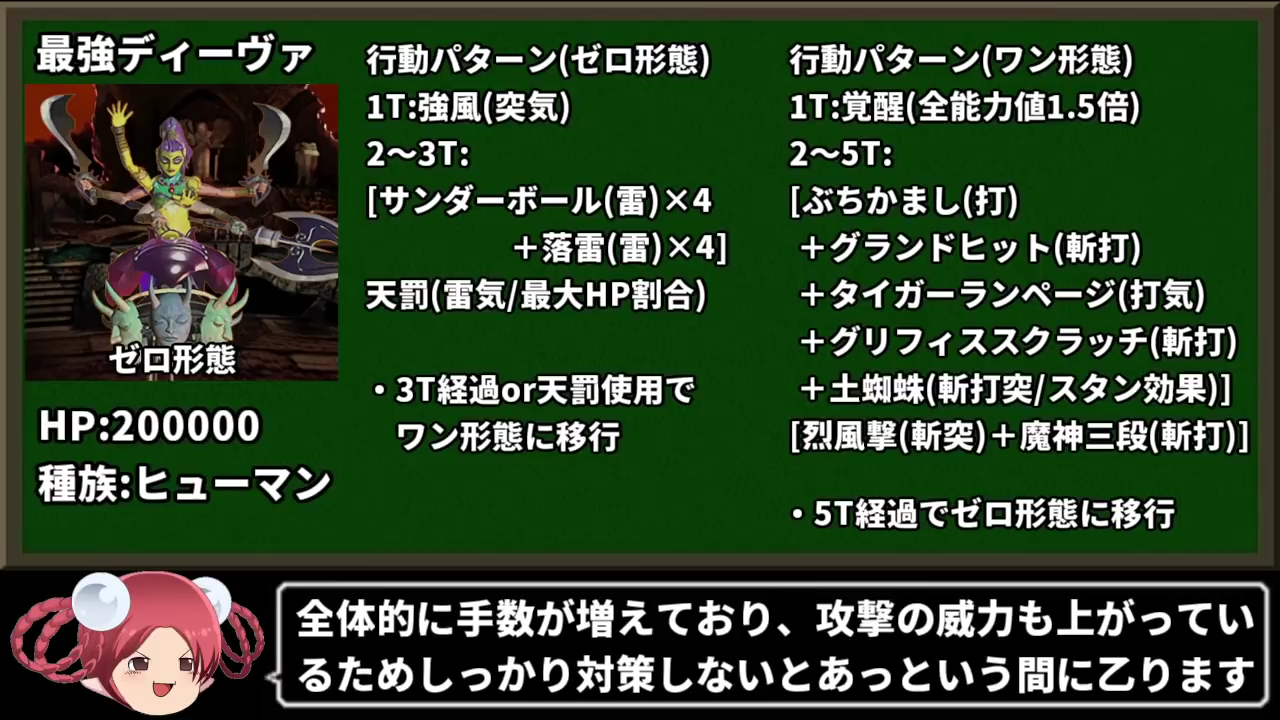 最強ディーヴァ
ゼロ形態
HP:200000
種族:ヒューマン
行動パターン(ゼロ形態)
1T:強風(突気)
2～3T:
[サンダーボール(雷)×4
＋落雷(雷)×4]
天罰(雷気/最大HP割合)
・3T経過or天罰使用で
ワン形態に移行
行動パターン(ワン形態)
1T:覚醒(全能力値1.5倍)
2～5T:
[ぶちかまし(打)
＋グランドヒット(斬打)
＋タイガーランページ(打気)
＋グリフィススクラッチ(斬打)
＋土蜘蛛(斬打突/スタン効果)]
[烈風撃(斬突)＋魔神三段(斬打)]
・5T経過でゼロ形態に移行
全体的に手数が増えており、攻撃の威力も上がってい
るためしっかり対策しないとあっという間に乙ります